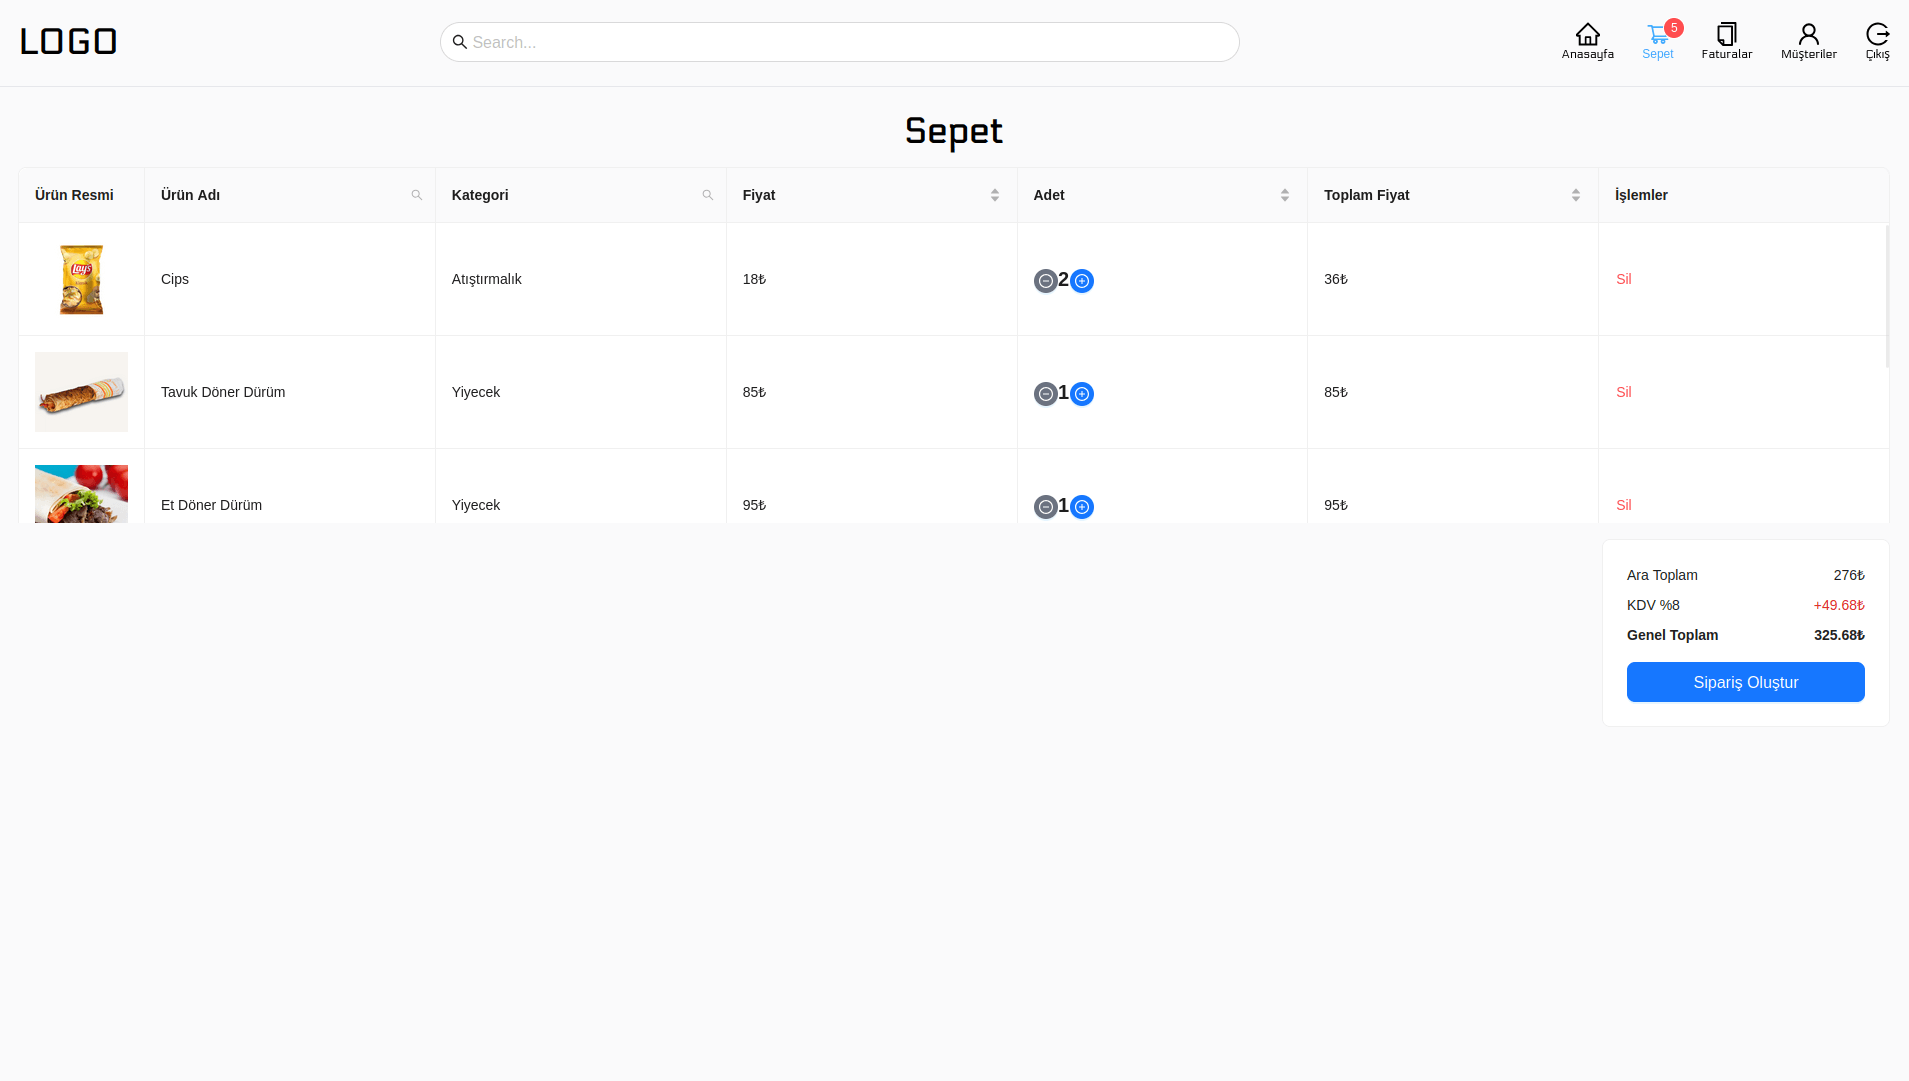 LOGO
Search...
5
Anasayfa
Sepet
Faturalar
Müşteriler
Çıkış
Sepet
Ürün Resmi
Ürün Adı
Kategori
Fiyat
Adet
Toplam Fiyat
İşlemler
Lay's
Cips
Atıştırmalık
18₺
2
36₺
Sil
Tavuk Döner Dürüm
Yiyecek
85₺
1
85₺
Sil
Et Döner Dürüm
Yiyecek
95₺
1
95₺
Sil
Ara Toplam 276₺
KDV %8 +49.68₺
Genel Toplam 325.68₺
Sipariş Oluştur